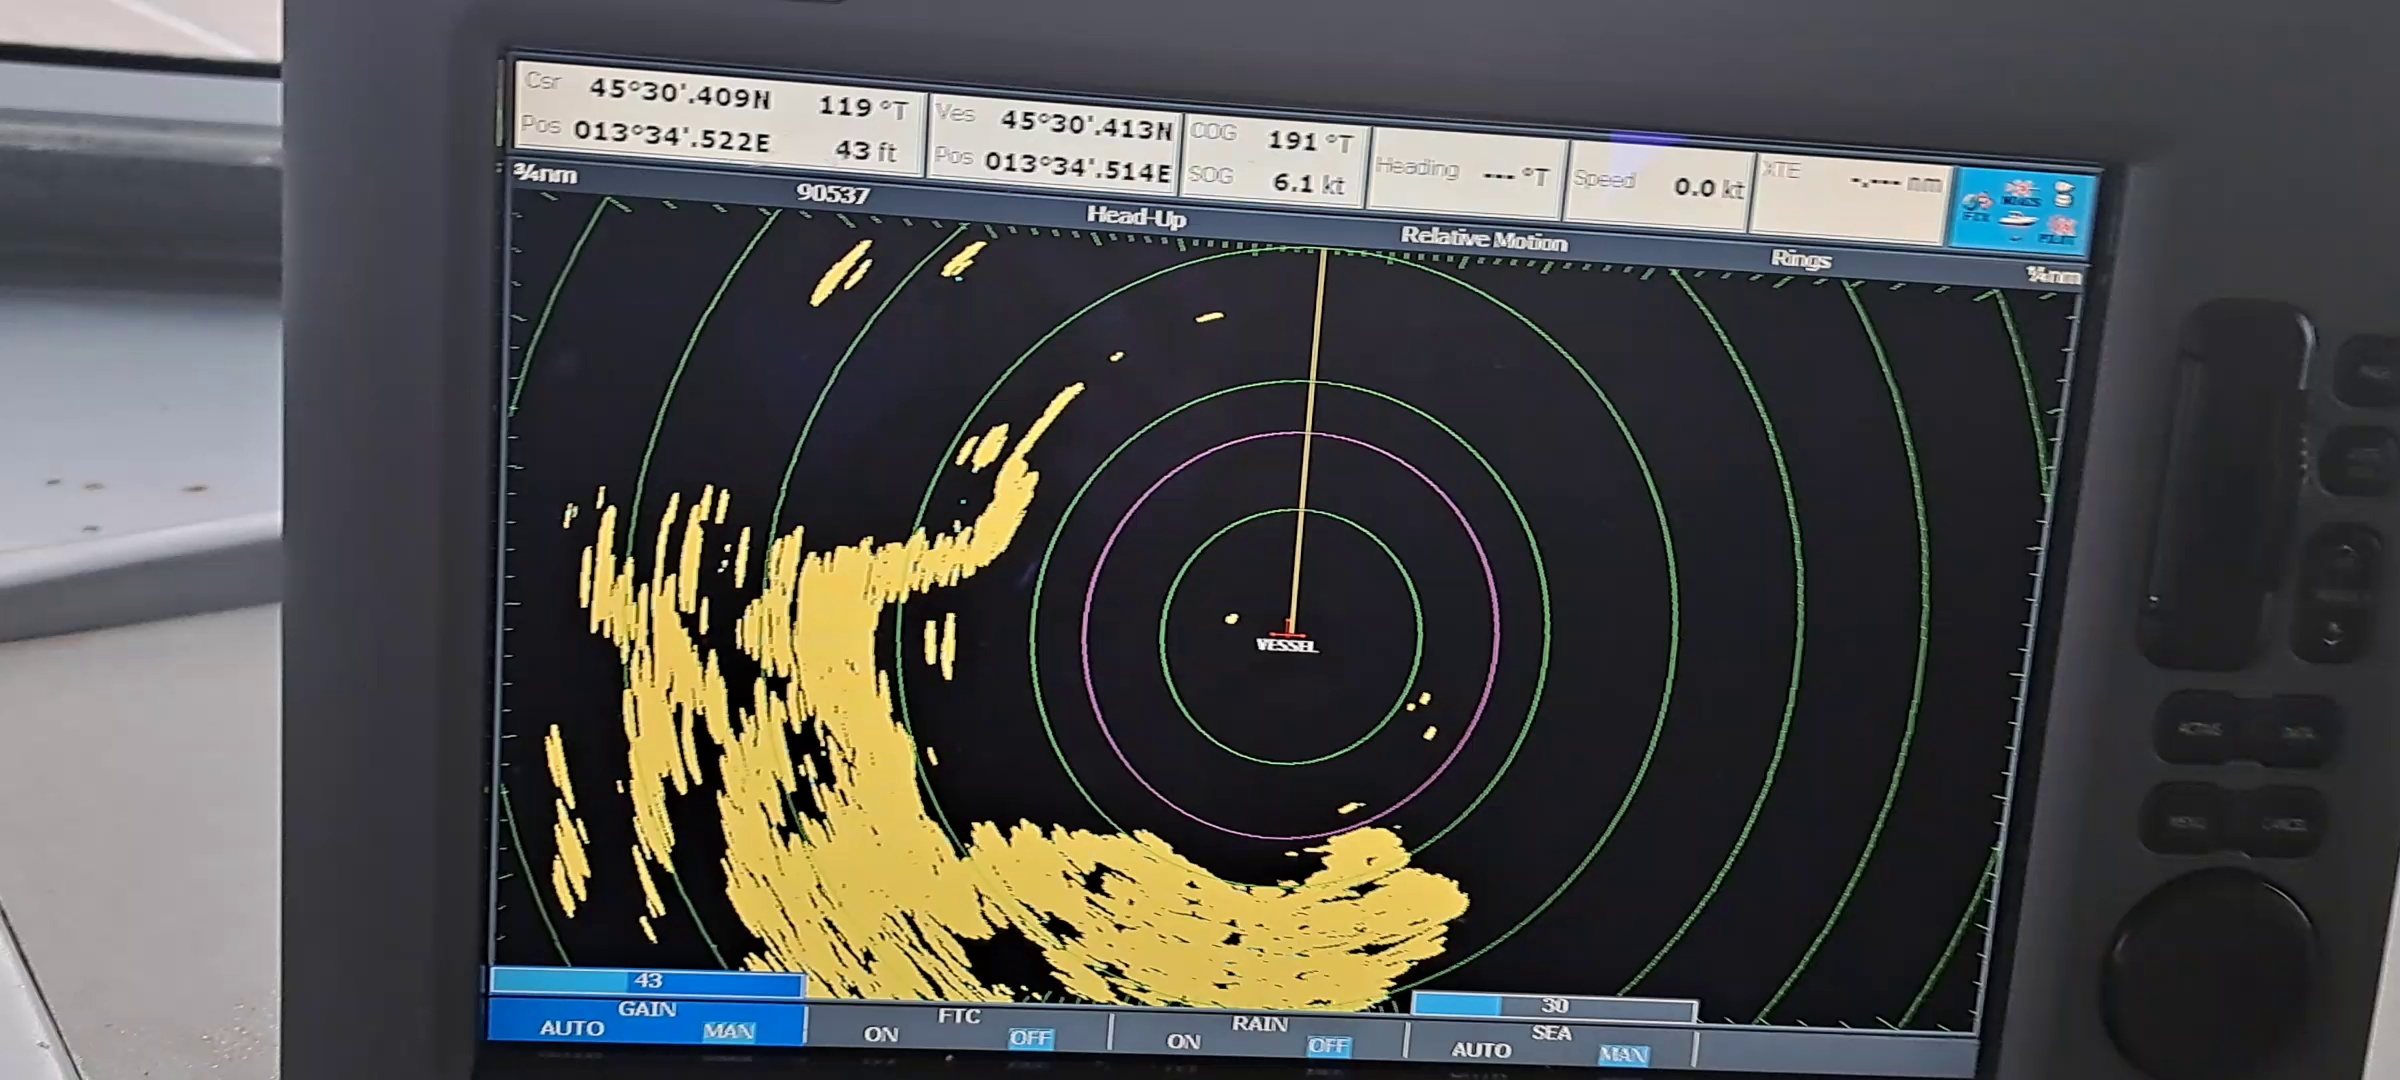 Csr 45°30'.409N 119 °T
Pos 013°34'.522E 43 ft
Ves 45°30'.413N
Pos 013°34'.514E
COG 191 °T
SOG 6.1 kt
Heading ---°T
Speed 0.0 kt
XTE -.--- nm
¾nm 90537 Head-Up Relative Motion Rings ¼nm
VESSEL
43
GAIN
AUTO MAN
FTC
ON OFF
RAIN
ON OFF
30
SEA
AUTO MAN
CANCEL